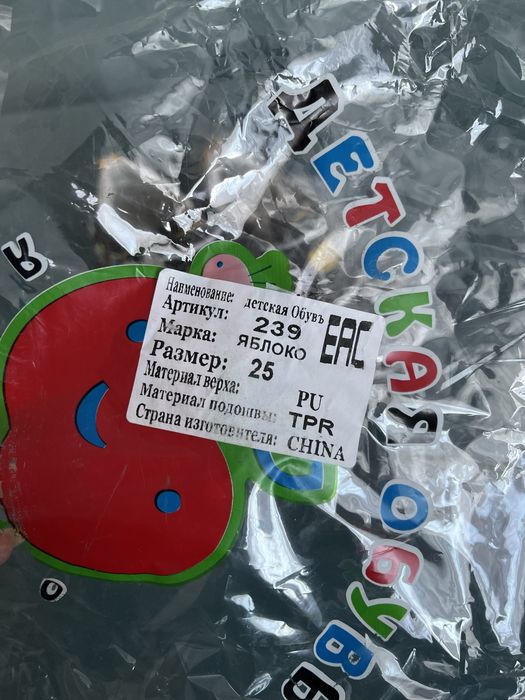 ДЕТСКАЯ ОБУВ
Наименование: детская Обувъ
Артикул: 239
Марка: ЯБЛОКО
Размер: 25
Материал верха: PU
Материал подошвы: TPR
Страна изготовителя: CHINA
EAC
Я